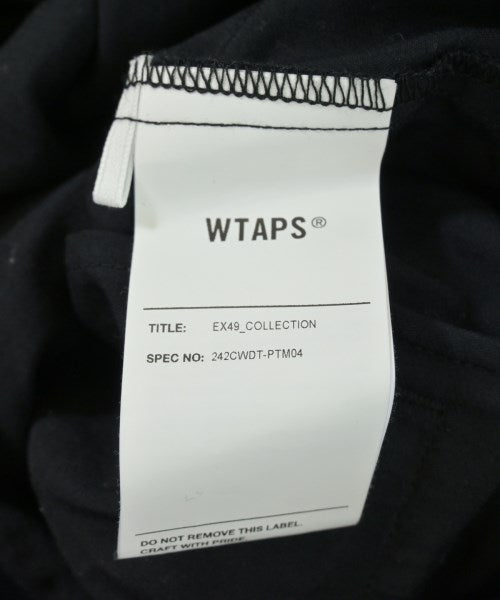 WTAPS®
TITLE: EX49_COLLECTION
SPEC NO: 242CWDT-PTM04
DO NOT REMOVE THIS LABEL.
CRAFT WITH PRIDE.